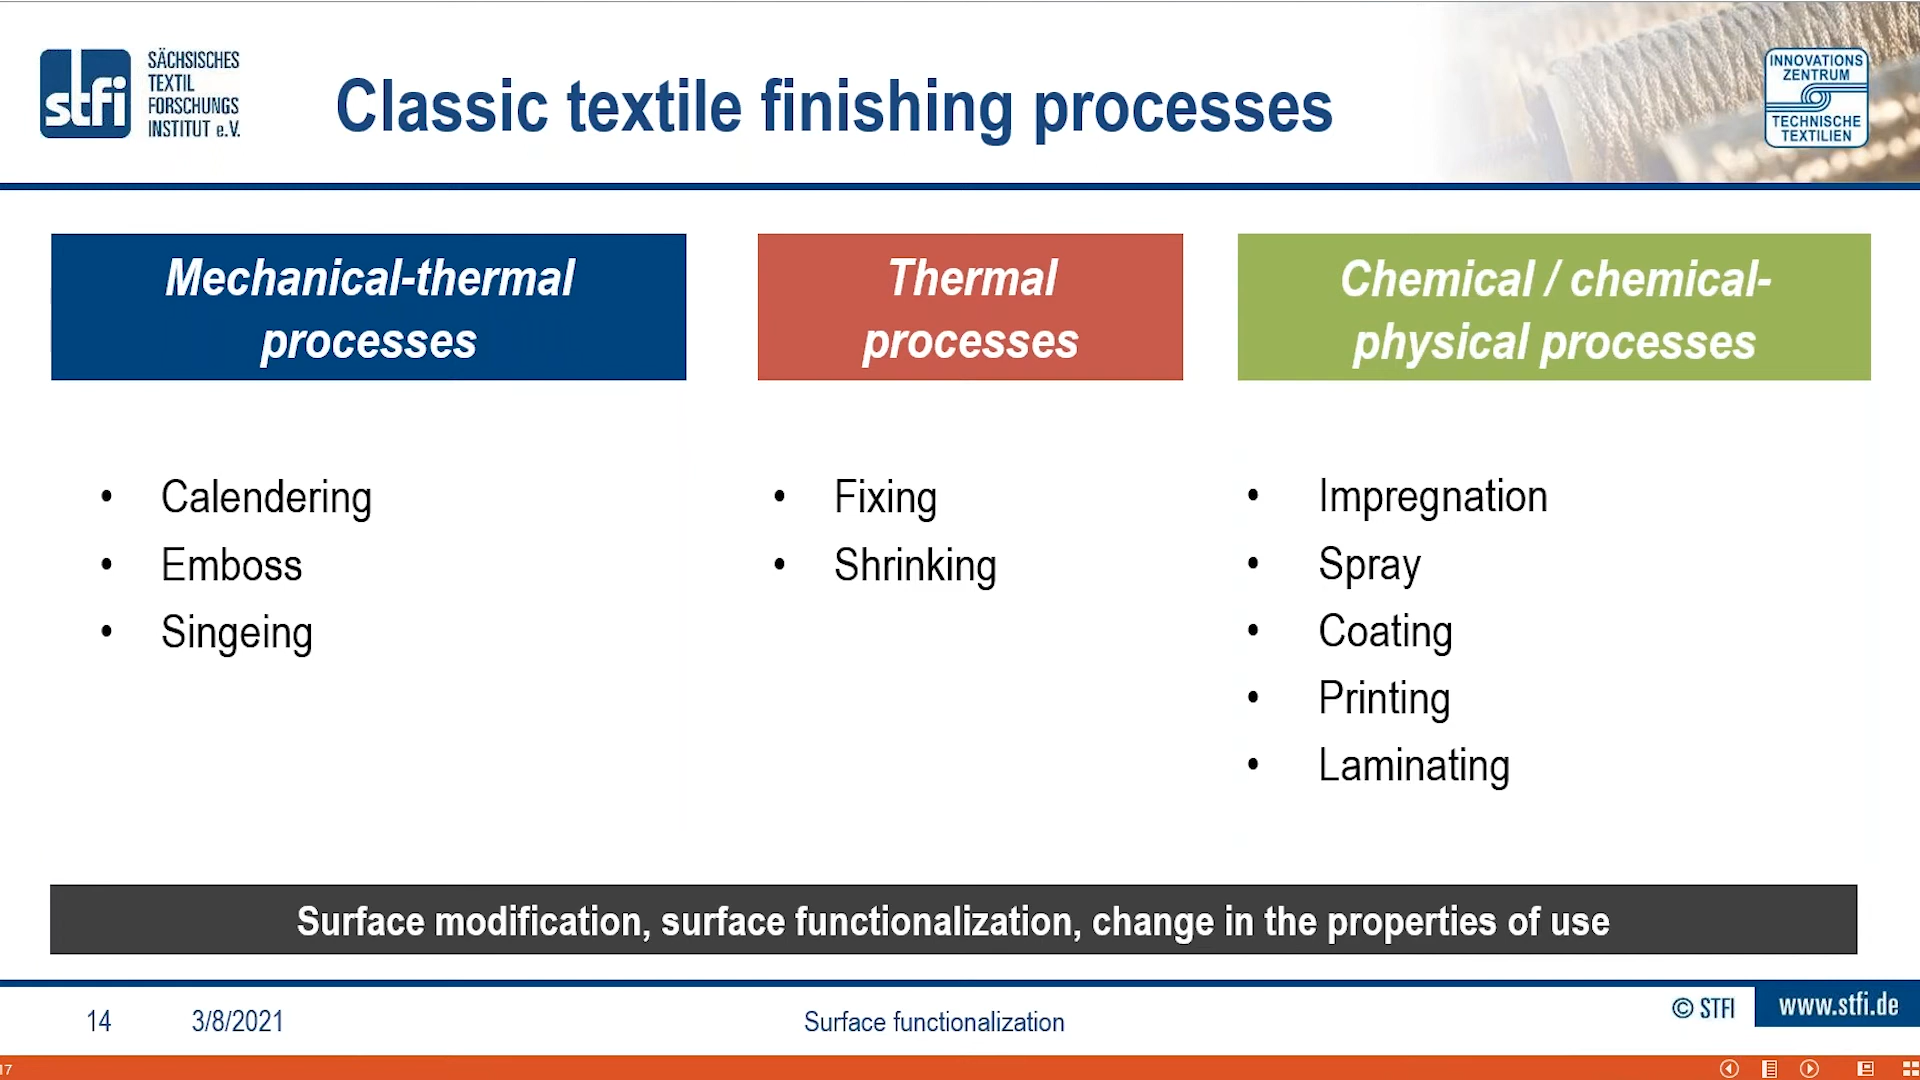 stfi
SÄCHSISCHES
TEXTIL
FORSCHUNGS
INSTITUT e.V.
Classic textile finishing processes
INNOVATIONS
ZENTRUM
TECHNISCHE
TEXTILIEN
Mechanical-thermal
processes
Thermal
processes
Chemical / chemical-
physical processes
• Calendering
• Emboss
• Singeing
• Fixing
• Shrinking
• Impregnation
• Spray
• Coating
• Printing
• Laminating
Surface modification, surface functionalization, change in the properties of use
14
3/8/2021
Surface functionalization
© STFI
www.stfi.de
17